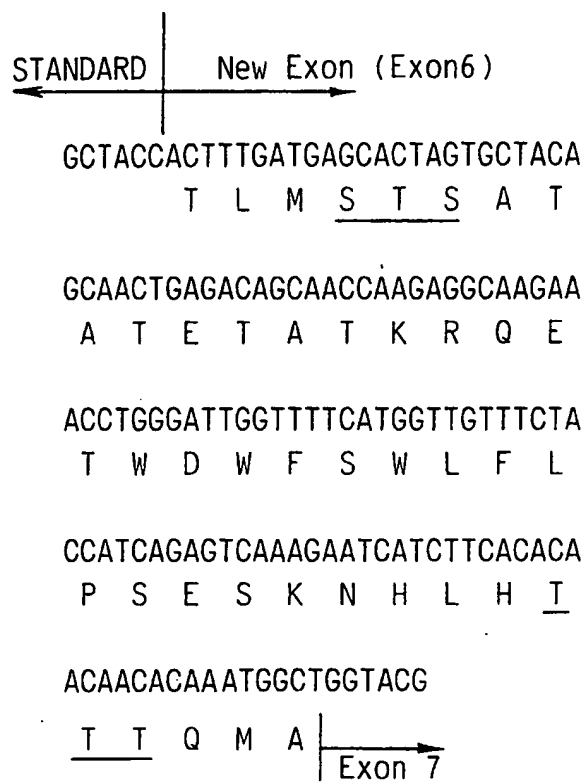 STANDARD New Exon (Exon6)
GCTACCACTTTGATGAGCACTAGTGCTACA
T L M S T S A T
GCAACTGAGACAGCAACCAAGAGGCAAGAA
A T E T A T K R Q E
ACCTGGGATTGGTTTTCATGGTTGTTTCTA
T W D W F S W L F L
CCATCAGAGTCAAAGAATCATCTTCACACA
P S E S K N H L H T
ACAACACAAATGGCTGGTACG
T T Q M A
Exon 7